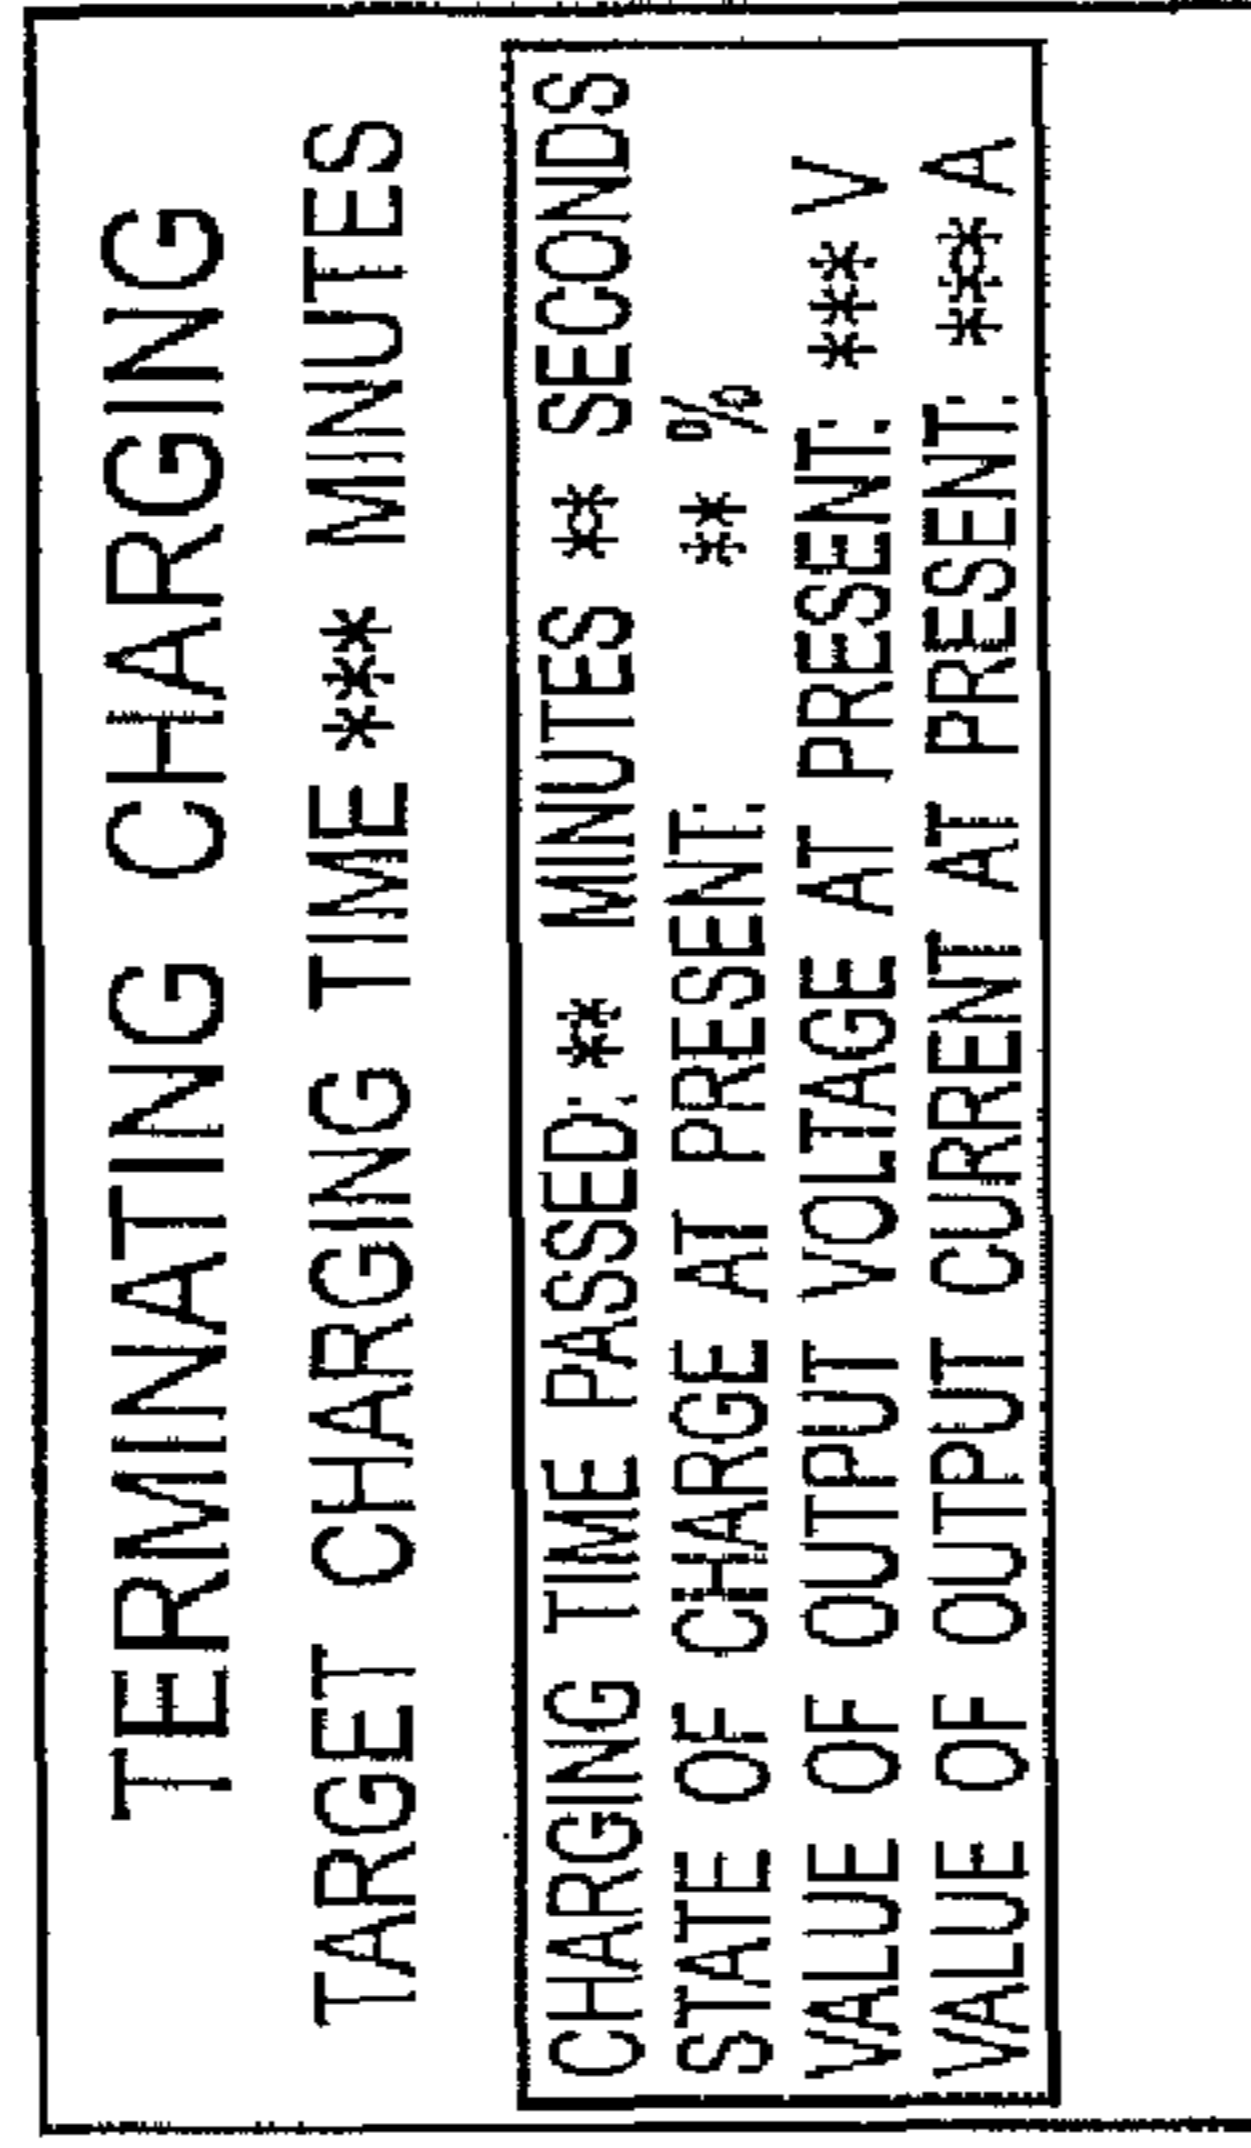 TERMINATING CHARGING
TARGET CHARGING TIME *** MINUTES
CHARGING TIME PASSED: ** MINUTES ** SECONDS
STATE OF CHARGE AT PRESENT: ** %
VALUE OF OUTPUT VOLTAGE AT PRESENT: *** V
VALUE OF OUTPUT CURRENT AT PRESENT: *** A